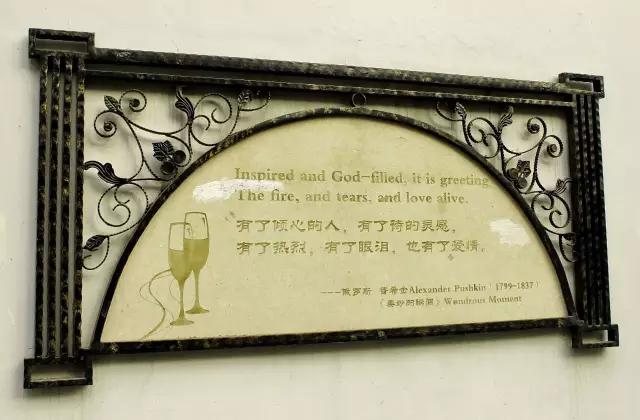 Inspired and God-filled, it is greeting
The fire, and tears, and love alive.
有了倾心的人，有了诗的灵感，
有了热烈，有了眼泪，也有了爱情。
---俄罗斯 普希金Alexander Pushkin（1799-1837）
《美妙的瞬间》Wondrous Moment